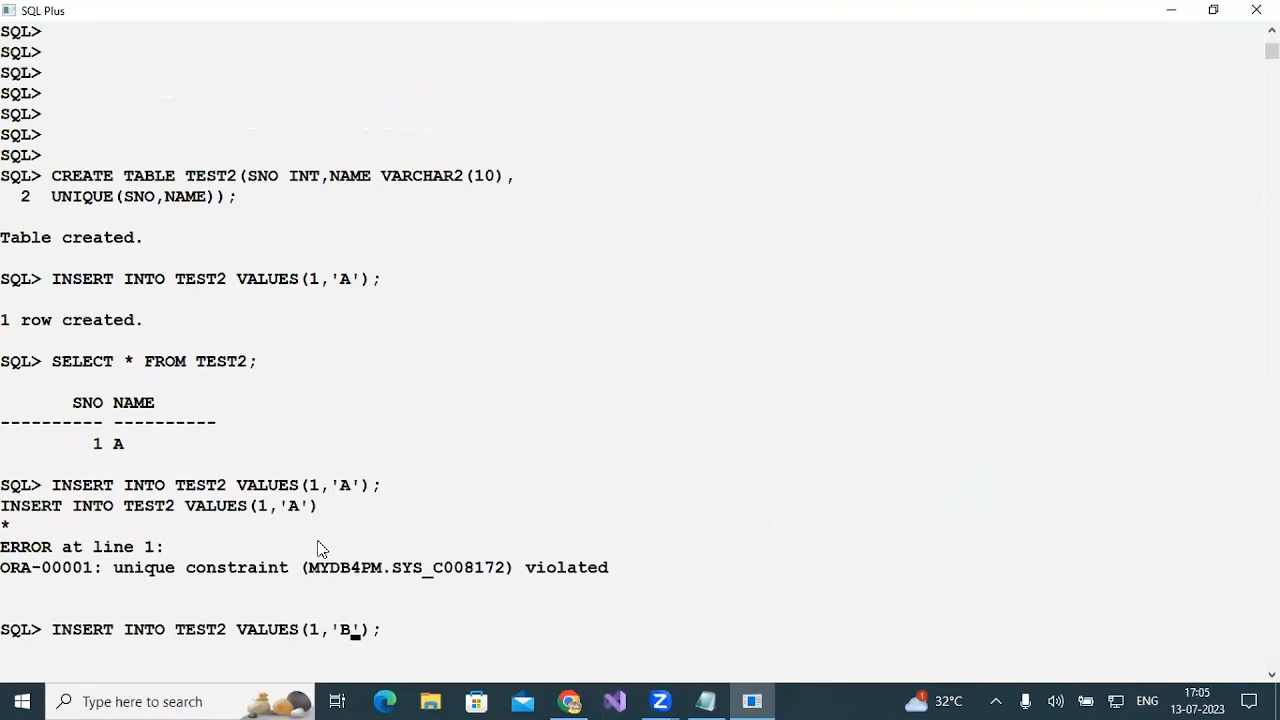 SQL Plus
SQL>
SQL>
SQL>
SQL>
SQL>
SQL>
SQL>
SQL> CREATE TABLE TEST2(SNO INT,NAME VARCHAR2(10),
2 UNIQUE(SNO,NAME));
Table created.
SQL> INSERT INTO TEST2 VALUES(1,'A');
1 row created.
SQL> SELECT * FROM TEST2;
SNO NAME
---------- ----------
1 A
SQL> INSERT INTO TEST2 VALUES(1,'A');
INSERT INTO TEST2 VALUES(1,'A')
*
ERROR at line 1:
ORA-00001: unique constraint (MYDB4PM.SYS_C008172) violated
SQL> INSERT INTO TEST2 VALUES(1,'B');
Type here to search
1
32°C
ENG
17:05
13-07-2023